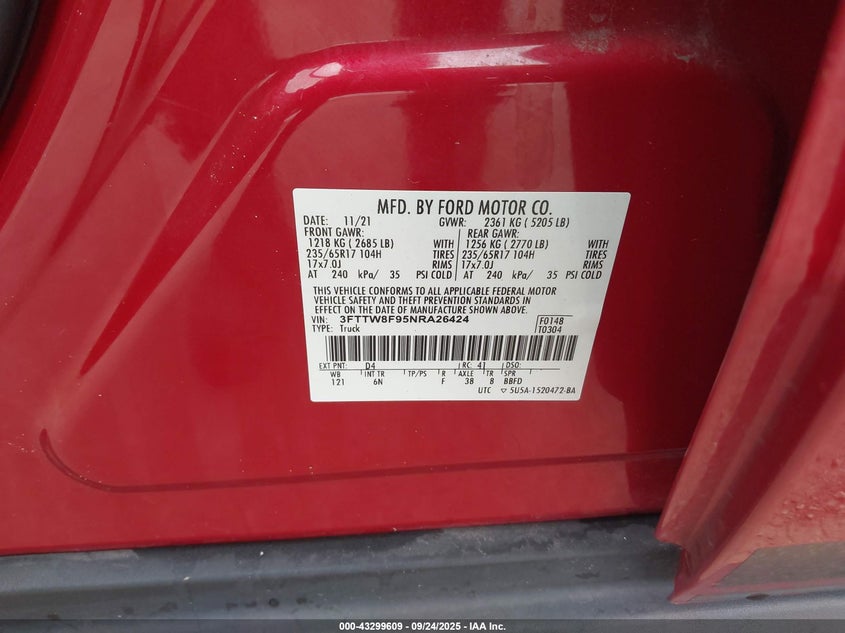 MFD. BY FORD MOTOR CO.
DATE: 11/21 GVWR: 2361 KG ( 5205 LB)
FRONT GAWR: REAR GAWR:
1218 KG ( 2685 LB) WITH 1256 KG ( 2770 LB) WITH
235/65R17 104H TIRES 235/65R17 104H TIRES
17x7.0J RIMS 17x7.0J RIMS
AT 240 kPa/ 35 PSI COLD AT 240 kPa/ 35 PSI COLD
THIS VEHICLE CONFORMS TO ALL APPLICABLE FEDERAL MOTOR
VEHICLE SAFETY AND THEFT PREVENTION STANDARDS IN
EFFECT ON THE DATE OF MANUFACTURE SHOWN ABOVE.
VIN: 3FTTW8F95NRA26424 F0148
TYPE: Truck T0304
EXT PNT: D4 RC: 41 DSO:
WB INT TR TP/PS R AXLE TR SPR
121 6N F 38 8 BBFD
UTC ▽ 5U5A-1520472-BA
000-43299609 - 09/24/2025 - IAA Inc.